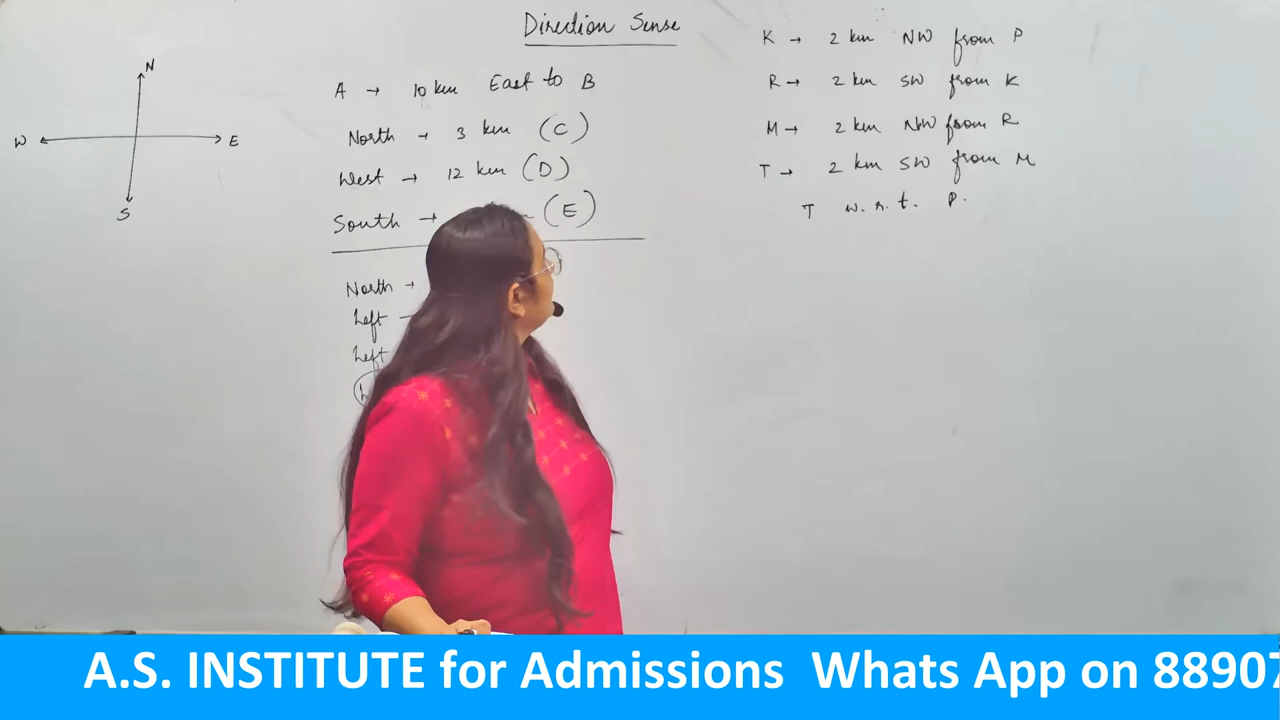 Direction Sense
N
W E
S
A → 10 km East to B
North → 3 km (C)
West → 12 km (D)
South → (E)
North →
Left →
Left
K → 2 km NW from P
R → 2 km SW from K
M → 2 km NW from R
T → 2 km SW from M
T w.r.t. P.
A.S. INSTITUTE for Admissions Whats App on 88907